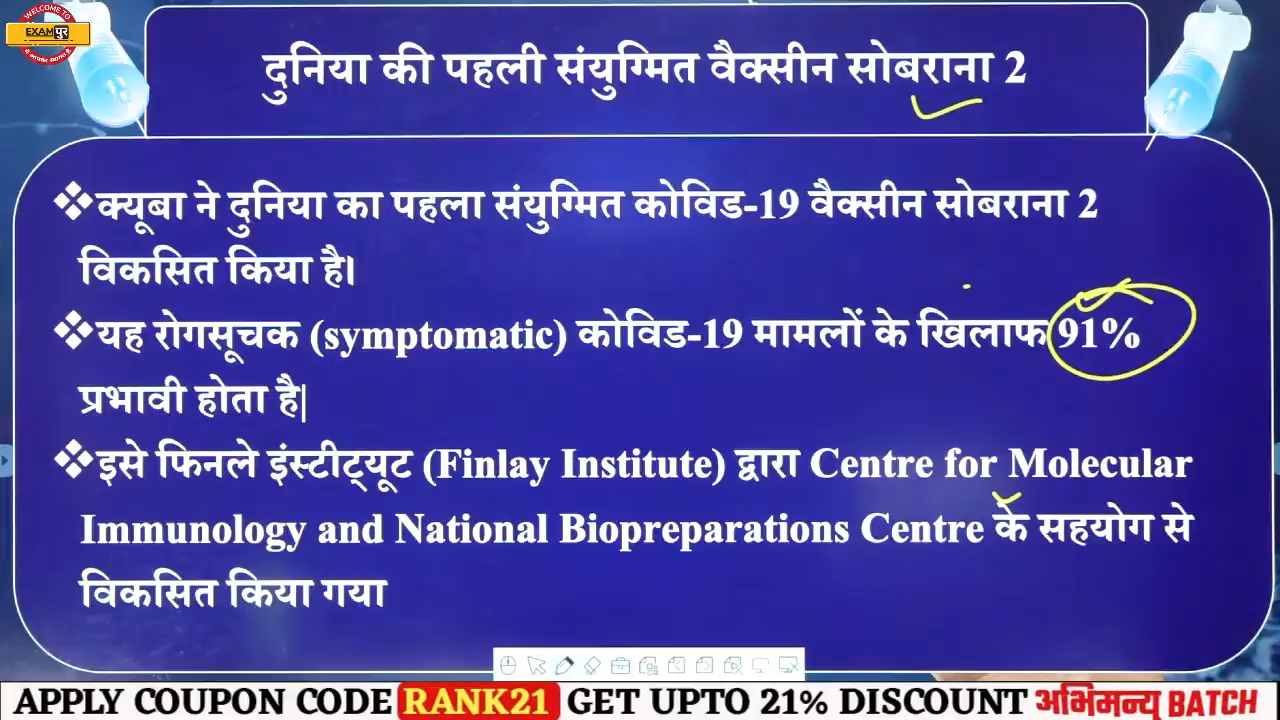 WELCOME TO
EXAMपुर
दुनिया की पहली संयुग्मित वैक्सीन सोबराना 2
❖क्यूबा ने दुनिया का पहला संयुग्मित कोविड-19 वैक्सीन सोबराना 2
विकसित किया है।
❖यह रोगसूचक (symptomatic) कोविड-19 मामलों के खिलाफ 91%
प्रभावी होता है|
❖इसे फिनले इंस्टीट्यूट (Finlay Institute) द्वारा Centre for Molecular
Immunology and National Biopreparations Centre के सहयोग से
विकसित किया गया
APPLY COUPON CODE RANK21 GET UPTO 21% DISCOUNT अभिमन्यु BATCH